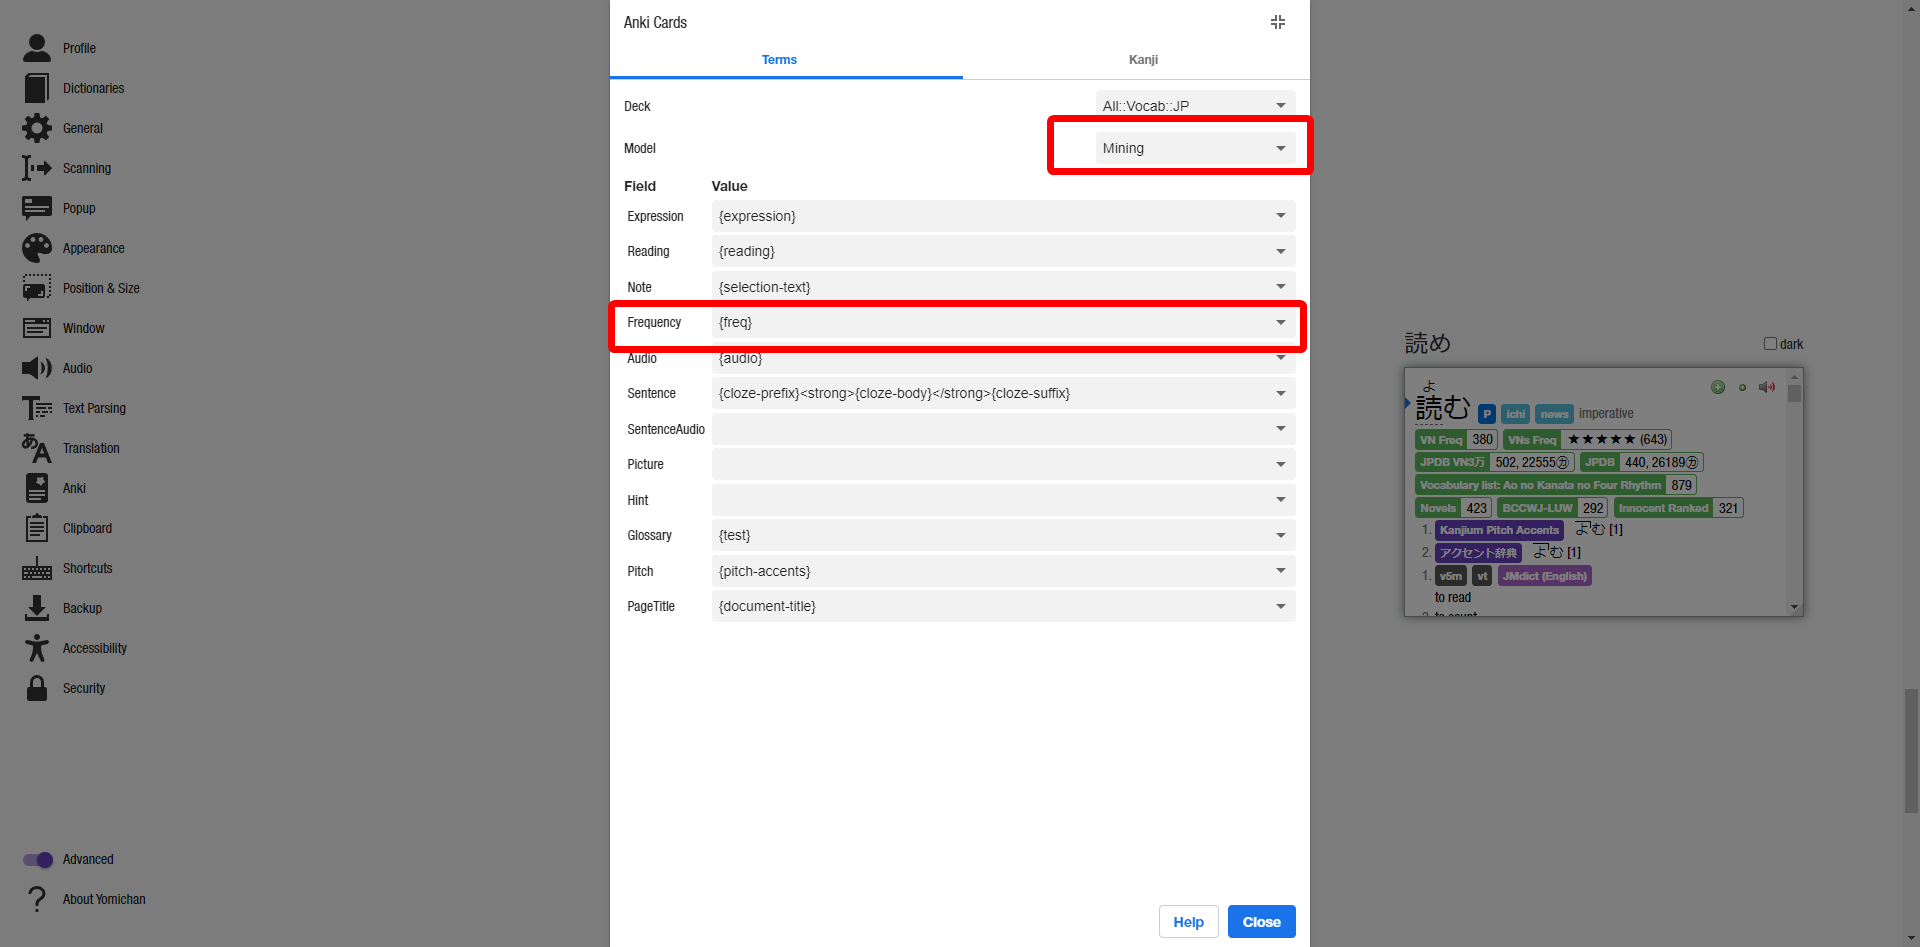 Profile
Dictionaries
General
Scanning
Popup
Appearance
Position & Size
Window
Audio
Text Parsing
Translation
Anki
Clipboard
Shortcuts
Backup
Accessibility
Security
Advanced
About Yomichan
Anki Cards
Terms Kanji
Deck All::Vocab::JP
Model Mining
Field Value
Expression {expression}
Reading {reading}
Note {selection-text}
Frequency {freq}
Audio {audio}
Sentence {cloze-prefix}<strong>{cloze-body}</strong>{cloze-suffix}
SentenceAudio
Picture
Hint
Glossary {test}
Pitch {pitch-accents}
PageTitle {document-title}
Help Close
読め dark
よ
読む P ichi news imperative
VN Freq 380 VNs Freq ★★★★★ (643)
JPDB VN3万 502, 22555㋕ JPDB 440, 26189㋕
Vocabulary list: Ao no Kanata no Four Rhythm 879
Novels 423 BCCWJ-LUW 292 Innocent Ranked 321
1. Kanjium Pitch Accents よむ [1]
2. アクセント辞典 よむ [1]
1. v5m vt JMdict (English)
to read
2. to count